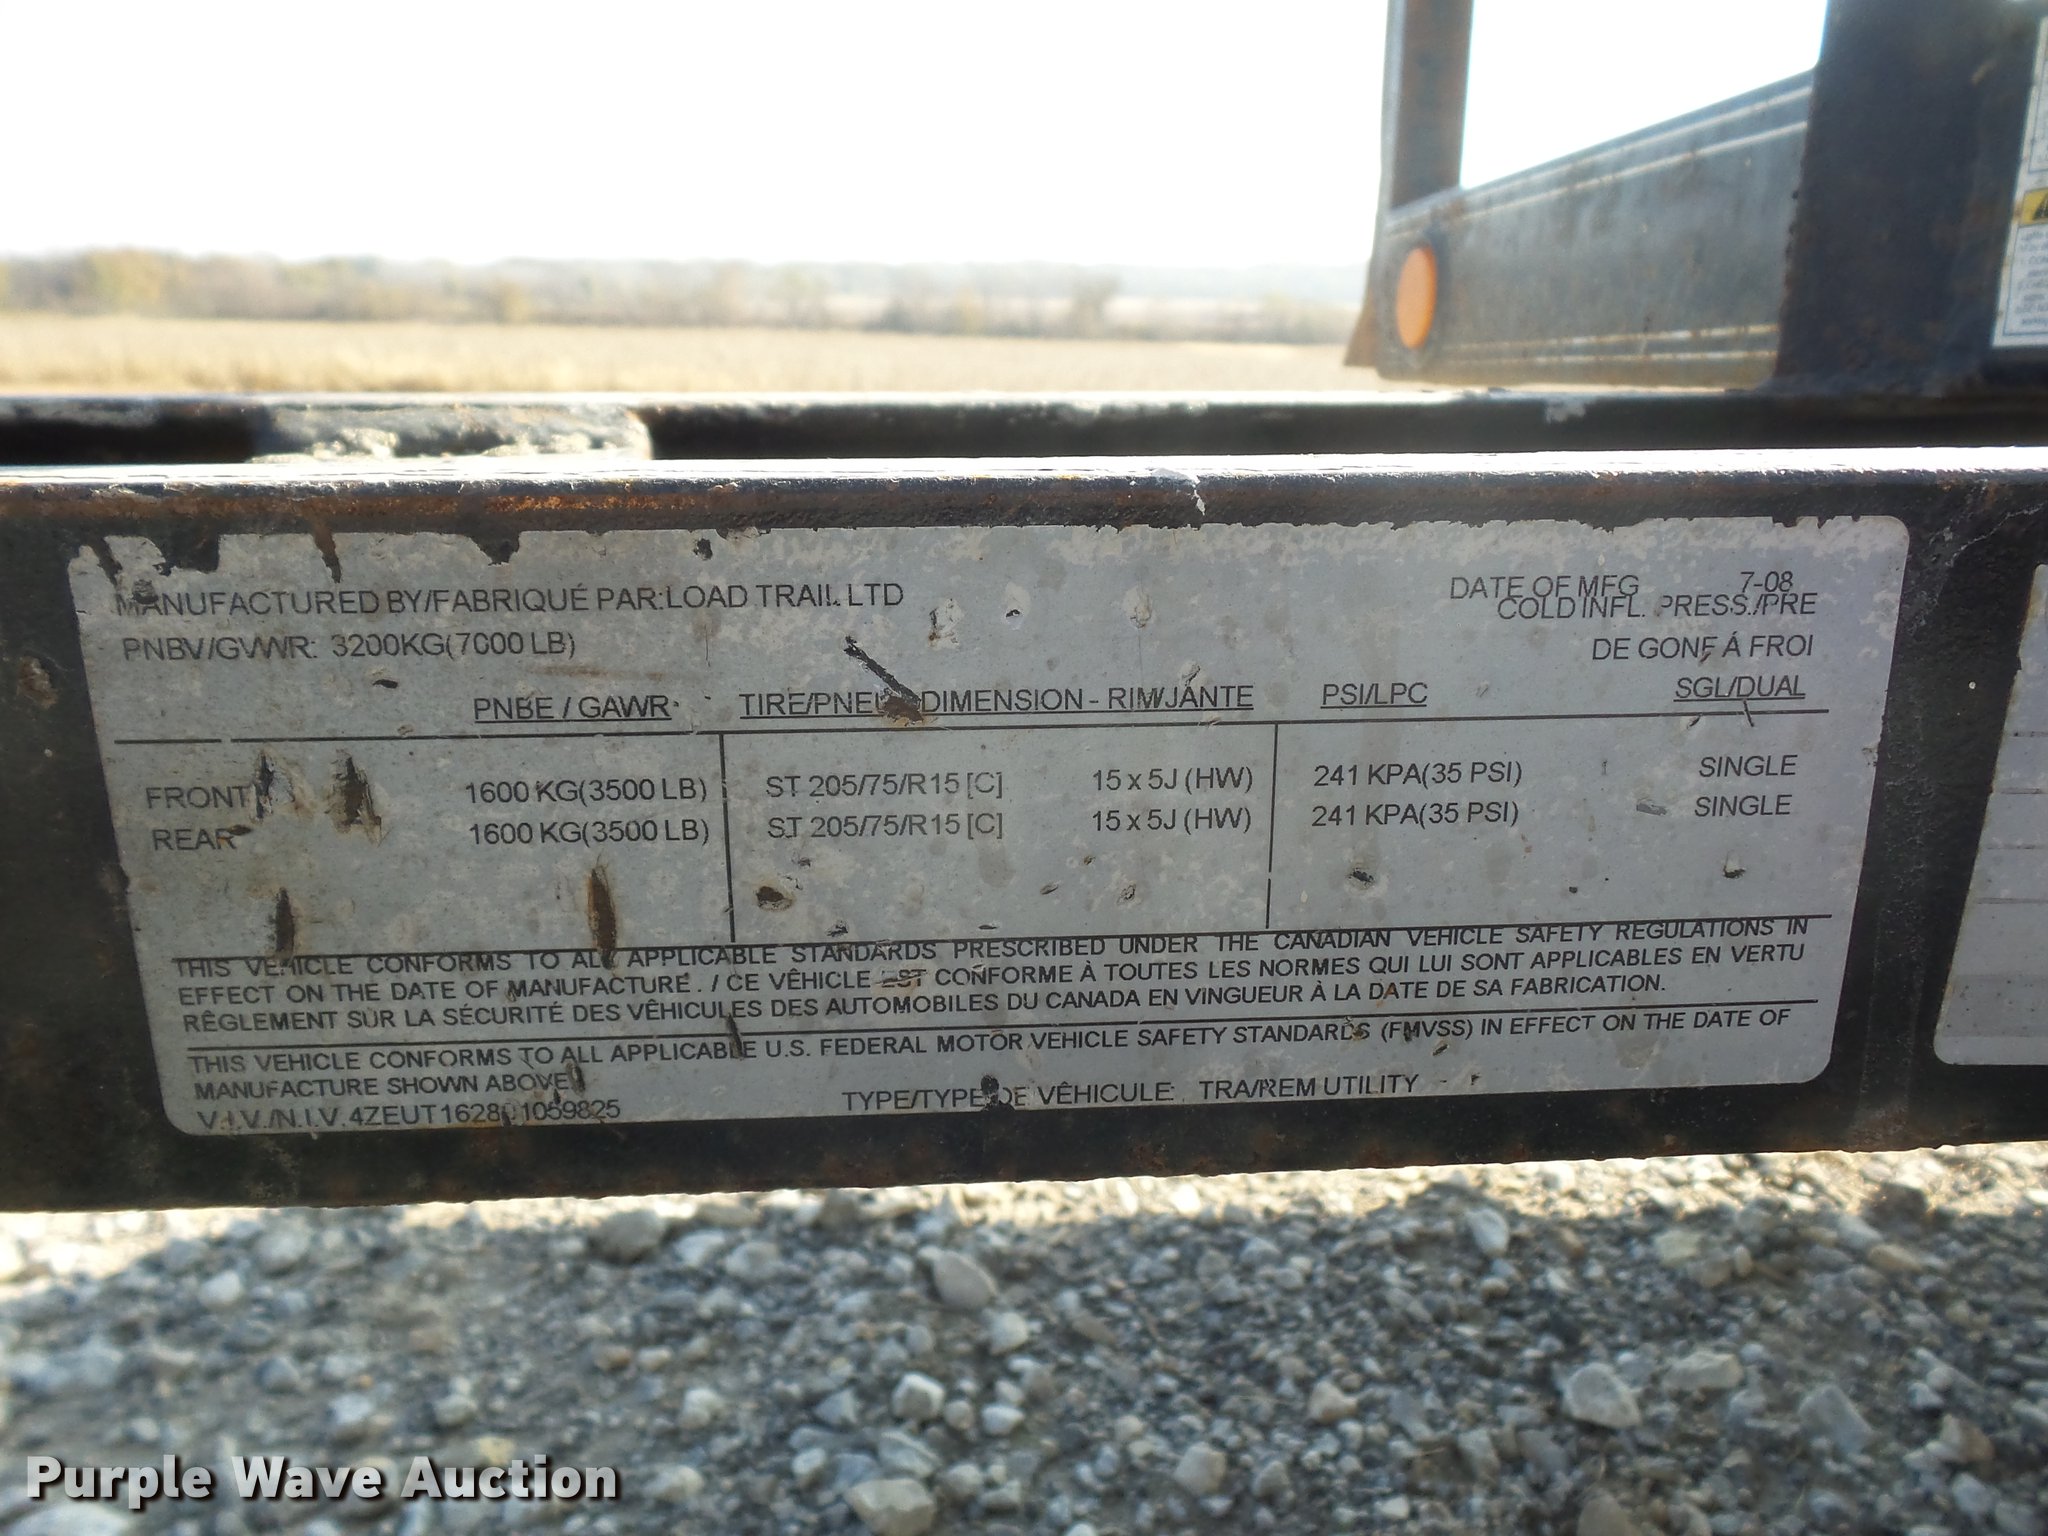 MANUFACTURED BY/FABRIQUÉ PAR: LOAD TRAIL LTD
DATE OF MFG 7-08
PNBV/GVWR: 3200KG(7000 LB)
COLD INFL. PRESS./PRE
DE GONF À FROI
PNBE / GAWR TIRE/PNEU DIMENSION - RIM/JANTE PSI/LPC SGL/DUAL
FRONT 1600 KG(3500 LB) ST 205/75/R15 [C] 15 x 5J (HW) 241 KPA(35 PSI) SINGLE
REAR 1600 KG(3500 LB) ST 205/75/R15 [C] 15 x 5J (HW) 241 KPA(35 PSI) SINGLE
THIS VEHICLE CONFORMS TO ALL APPLICABLE STANDARDS PRESCRIBED UNDER THE CANADIAN VEHICLE SAFETY REGULATIONS IN
EFFECT ON THE DATE OF MANUFACTURE. / CE VÊHICLE EST CONFORME À TOUTES LES NORMES QUI LUI SONT APPLICABLES EN VERTU
RÊGLEMENT SUR LA SÉCURITÉ DES VÊHICULES DES AUTOMOBILES DU CANADA EN VINGUEUR À LA DATE DE SA FABRICATION.
THIS VEHICLE CONFORMS TO ALL APPLICABLE U.S. FEDERAL MOTOR VEHICLE SAFETY STANDARDS (FMVSS) IN EFFECT ON THE DATE OF
MANUFACTURE SHOWN ABOVE
V.I.V./N.I.V. TYPE/TYPE DE VÊHICULE: TRA/REM UTILITY
Purple Wave Auction